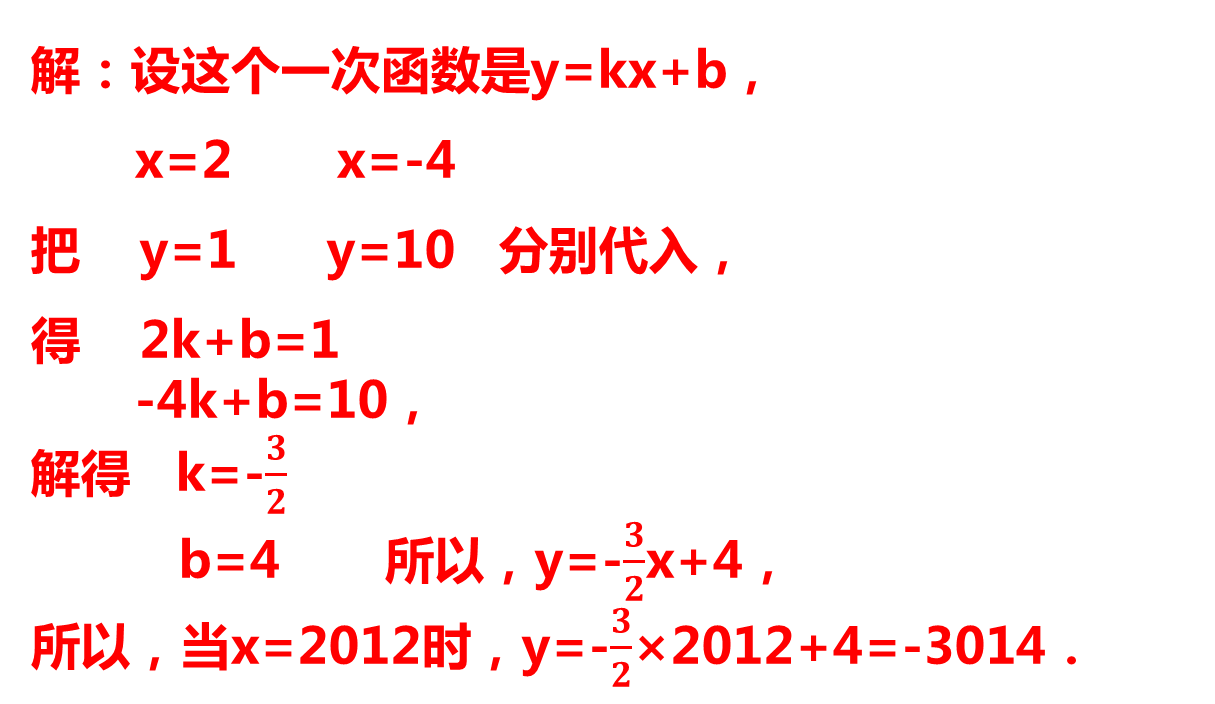 解：设这个一次函数是y=kx+b，
x=2 x=-4
把 y=1 y=10 分别代入，
得 2k+b=1
-4k+b=10，
解得 k=-3/2
b=4 所以，y=-3/2x+4，
所以，当x=2012时，y=-3/2×2012+4=-3014．